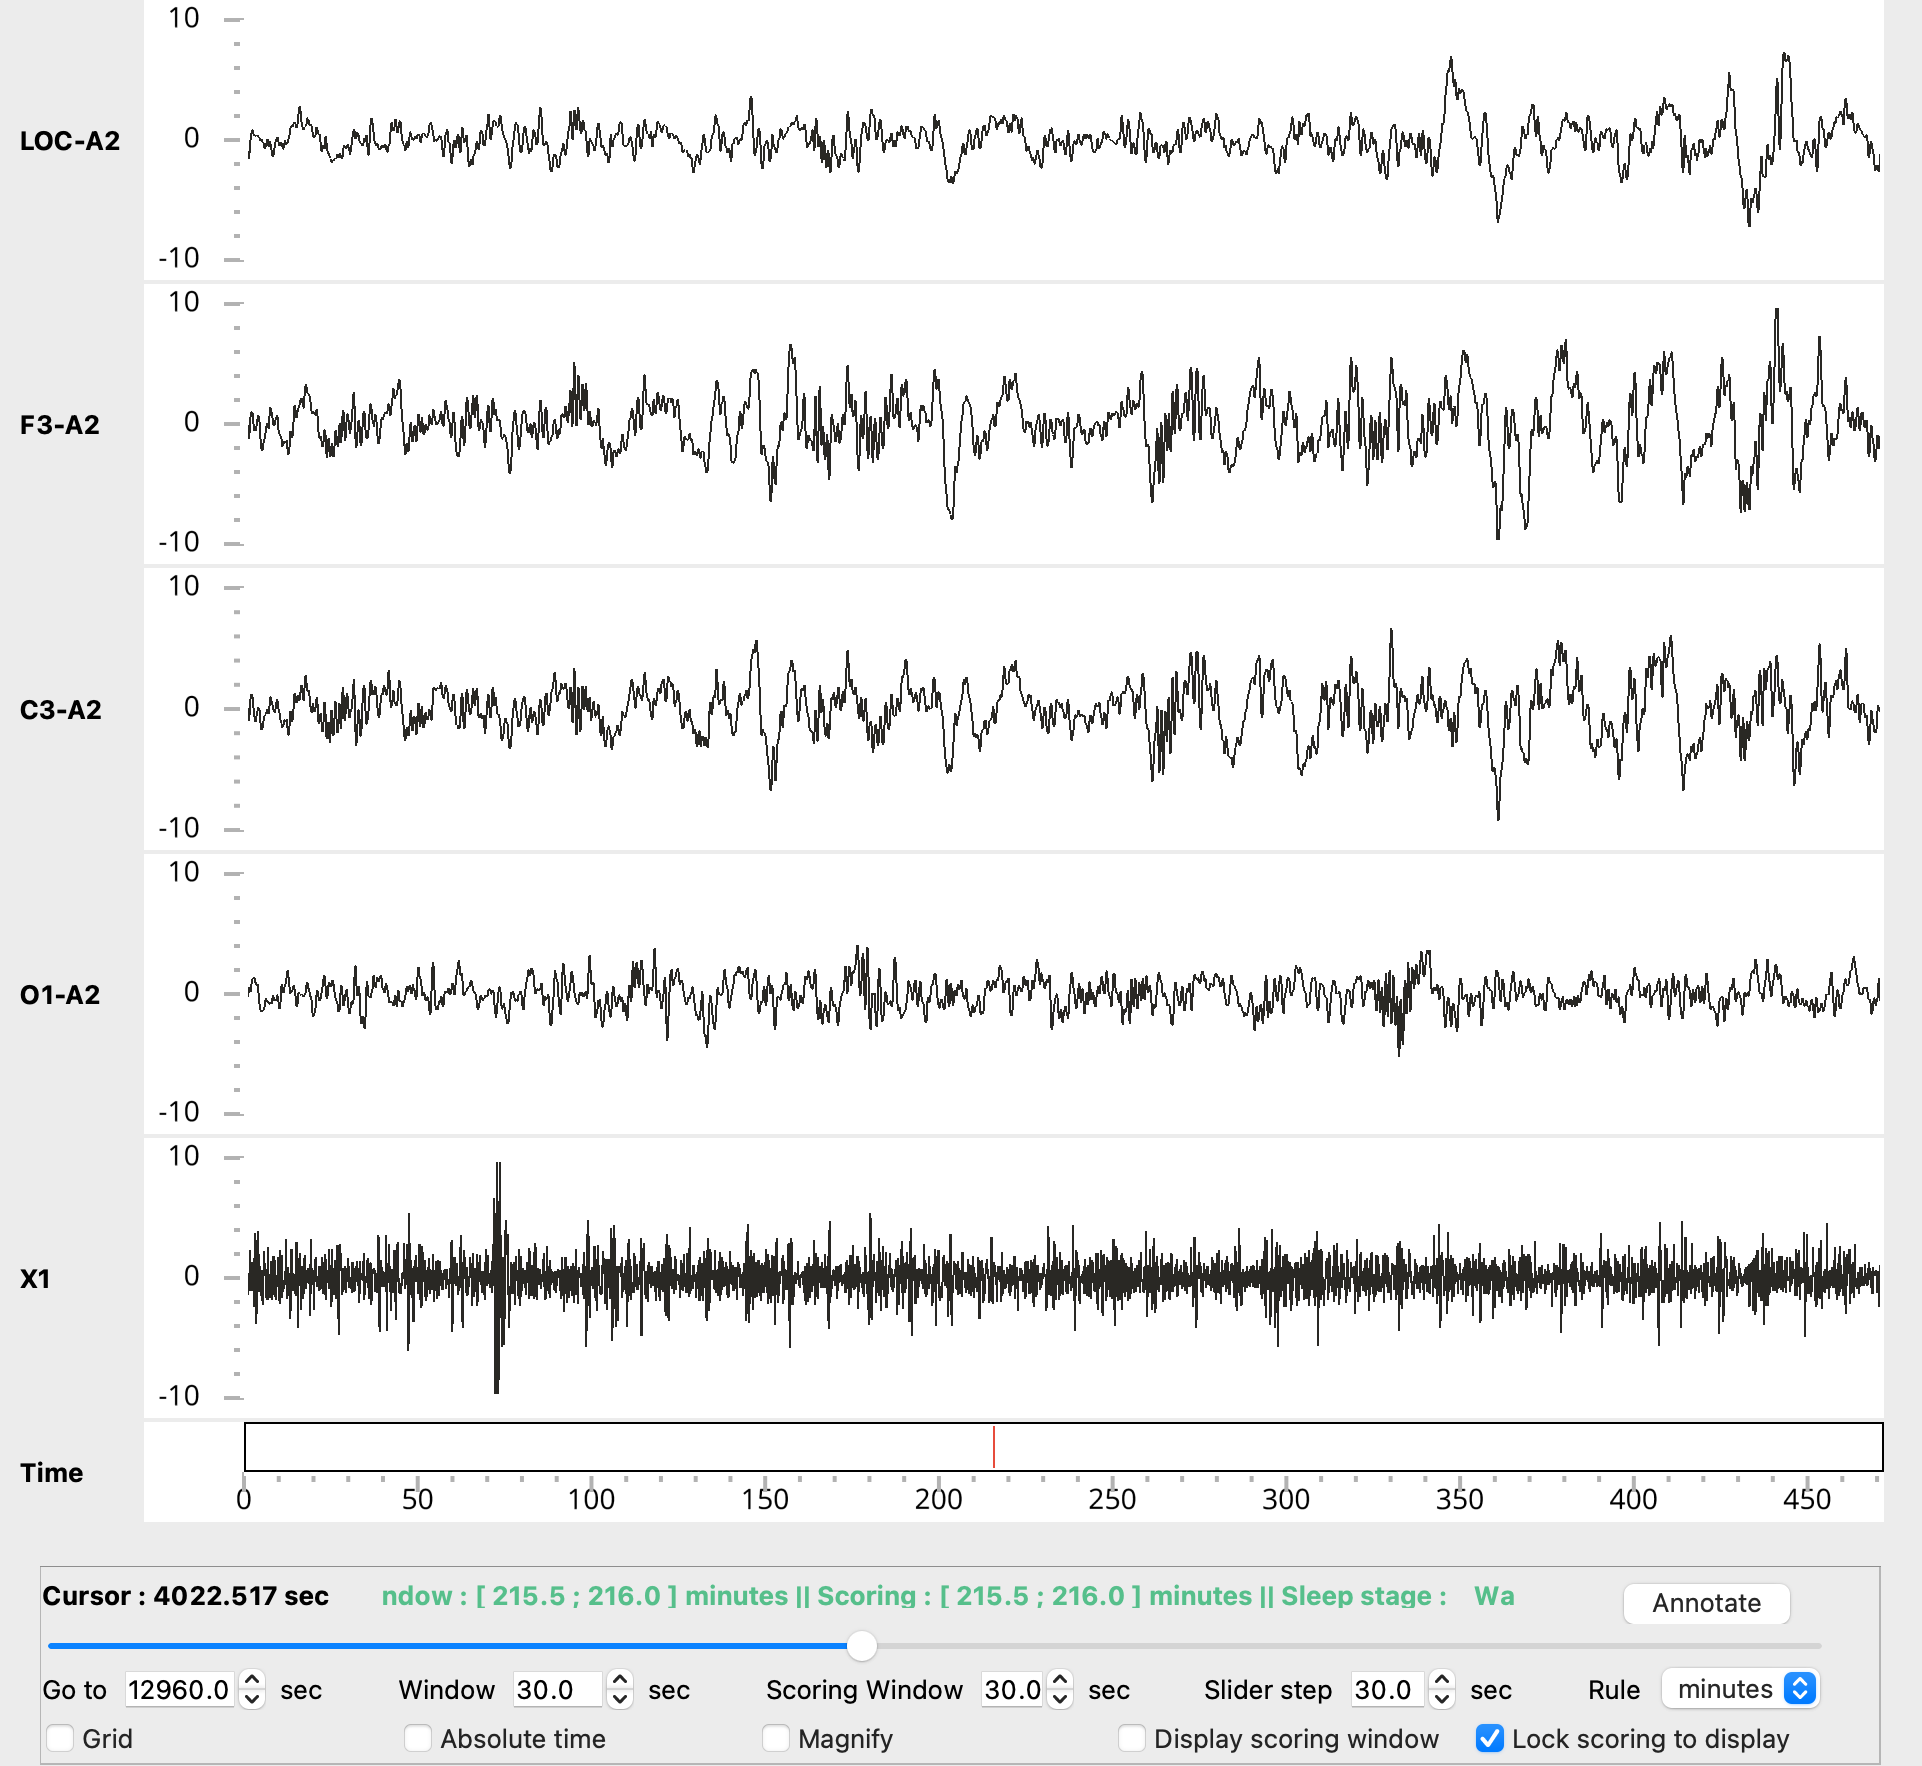 10
LOC-A2 0
-10
10
F3-A2 0
-10
10
C3-A2 0
-10
10
O1-A2 0
-10
10
X1 0
-10
Time
0 50 100 150 200 250 300 350 400 450
Cursor : 4022.517 sec ndow : [ 215.5 ; 216.0 ] minutes || Scoring : [ 215.5 ; 216.0 ] minutes || Sleep stage : Wa Annotate
Go to 12960.0 sec Window 30.0 sec Scoring Window 30.0 sec Slider step 30.0 sec Rule minutes
Grid Absolute time Magnify Display scoring window Lock scoring to display